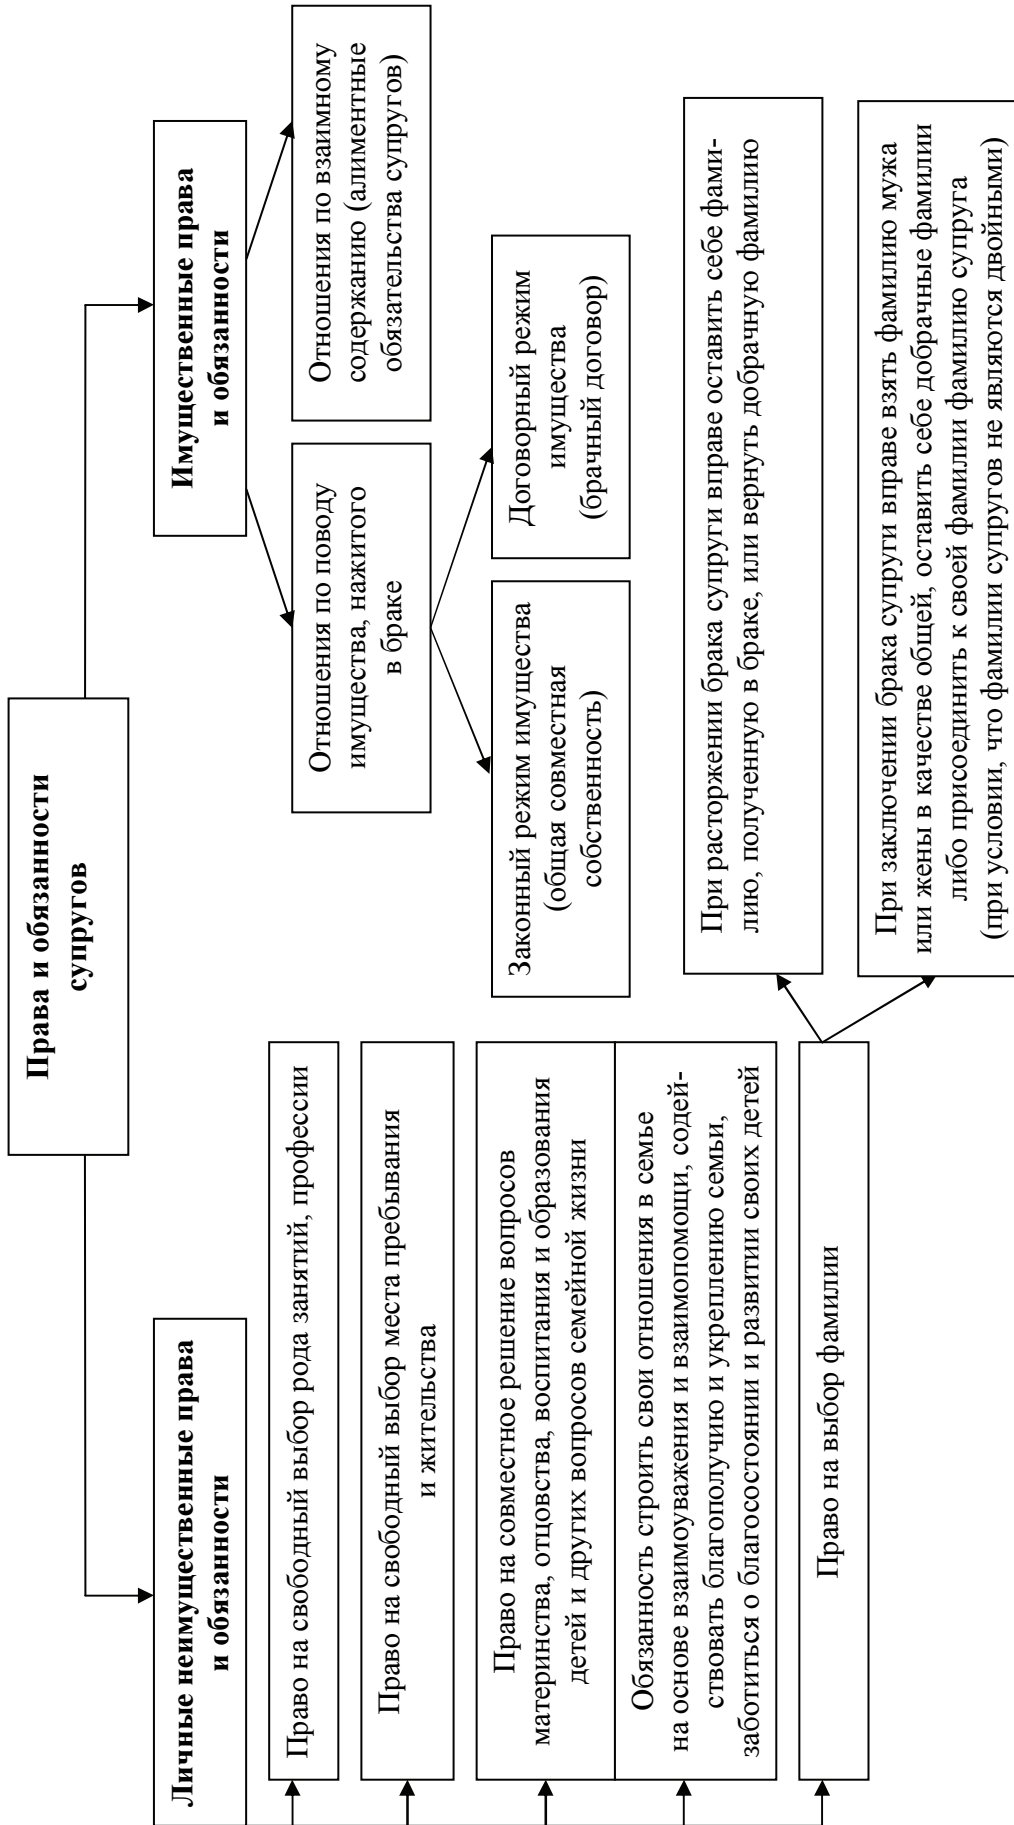 Права и обязанности
супругов
Личные неимущественные права
и обязанности
Право на свободный выбор рода занятий, профессии
Право на свободный выбор места пребывания
и жительства
Право на совместное решение вопросов
материнства, отцовства, воспитания и образования
детей и других вопросов семейной жизни
Обязанность строить свои отношения в семье
на основе взаимоуважения и взаимопомощи, содей-
ствовать благополучию и укреплению семьи,
заботиться о благосостоянии и развитии своих детей
Право на выбор фамилии
При расторжении брака супруги вправе оставить себе фами-
лию, полученную в браке, или вернуть добрачную фамилию
При заключении брака супруги вправе взять фамилию мужа
или жены в качестве общей, оставить себе добрачные фамилии
либо присоединить к своей фамилии фамилию супруга
(при условии, что фамилии супругов не являются двойными)
Имущественные права
и обязанности
Отношения по поводу
имущества, нажитого
в браке
Законный режим имущества
(общая совместная
собственность)
Договорный режим
имущества
(брачный договор)
Отношения по взаимному
содержанию (алиментные
обязательства супругов)